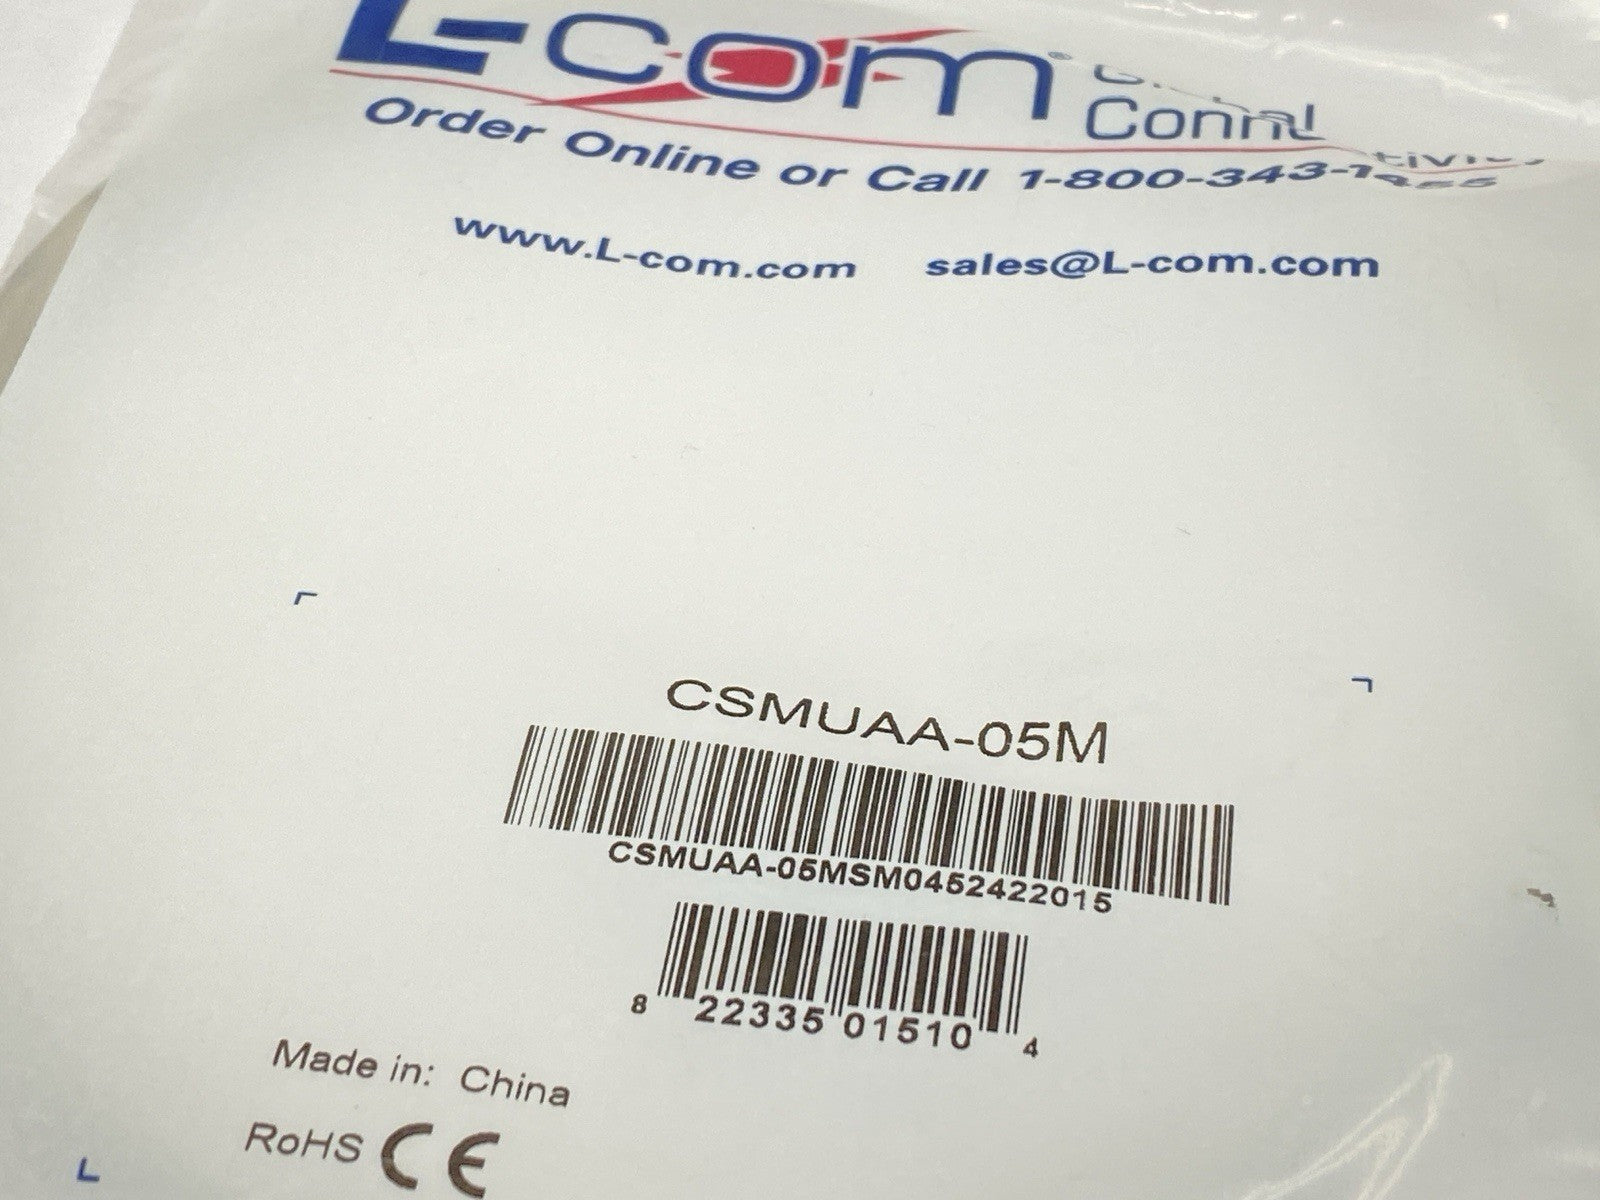 L-com®
Order Online or Call 1-800-343-1455
www.L-com.com sales@L-com.com
CSMUAA-05M
CSMUAA-05MSM0452422015
8 22335 01510 4
Made in: China
RoHS CE